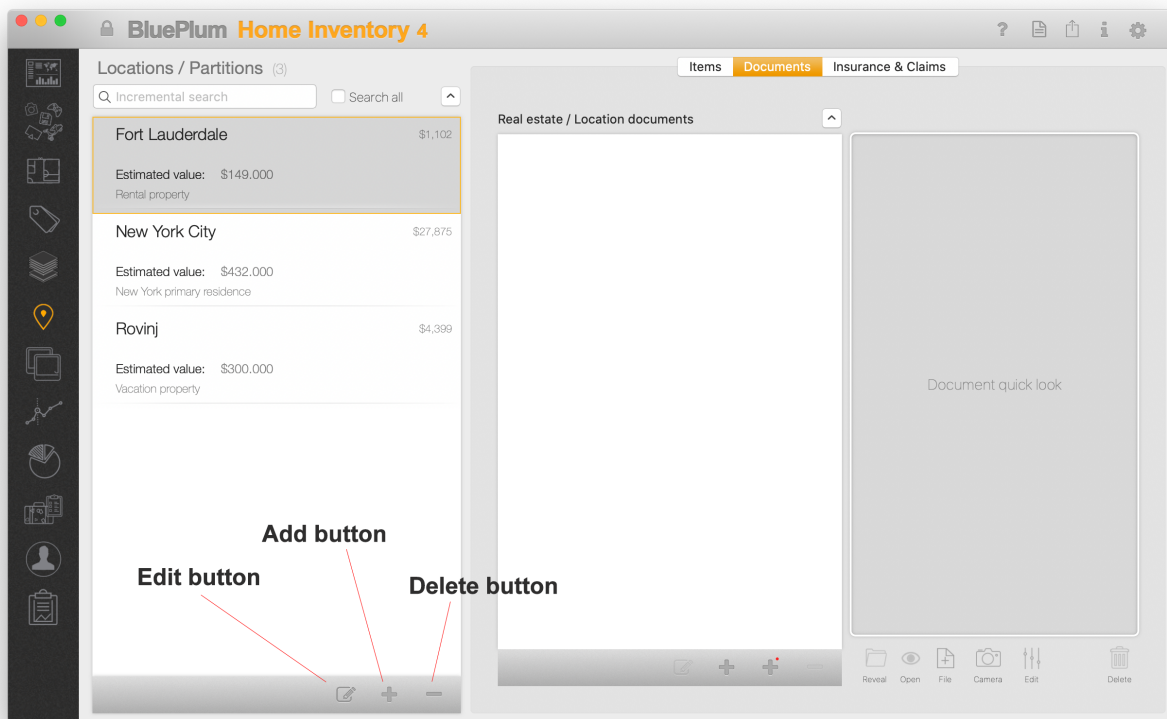 BluePlum Home Inventory 4
?
i
Locations / Partitions (3)
Incremental search
Search all
Fort Lauderdale
$1,102
Estimated value: $149.000
Rental property
New York City
$27,875
Estimated value: $432.000
New York primary residence
Rovinj
$4,399
Estimated value: $300.000
Vacation property
Add button
Edit button
Delete button
Items
Documents
Insurance & Claims
Real estate / Location documents
Document quick look
Reveal
Open
File
Camera
Edit
Delete